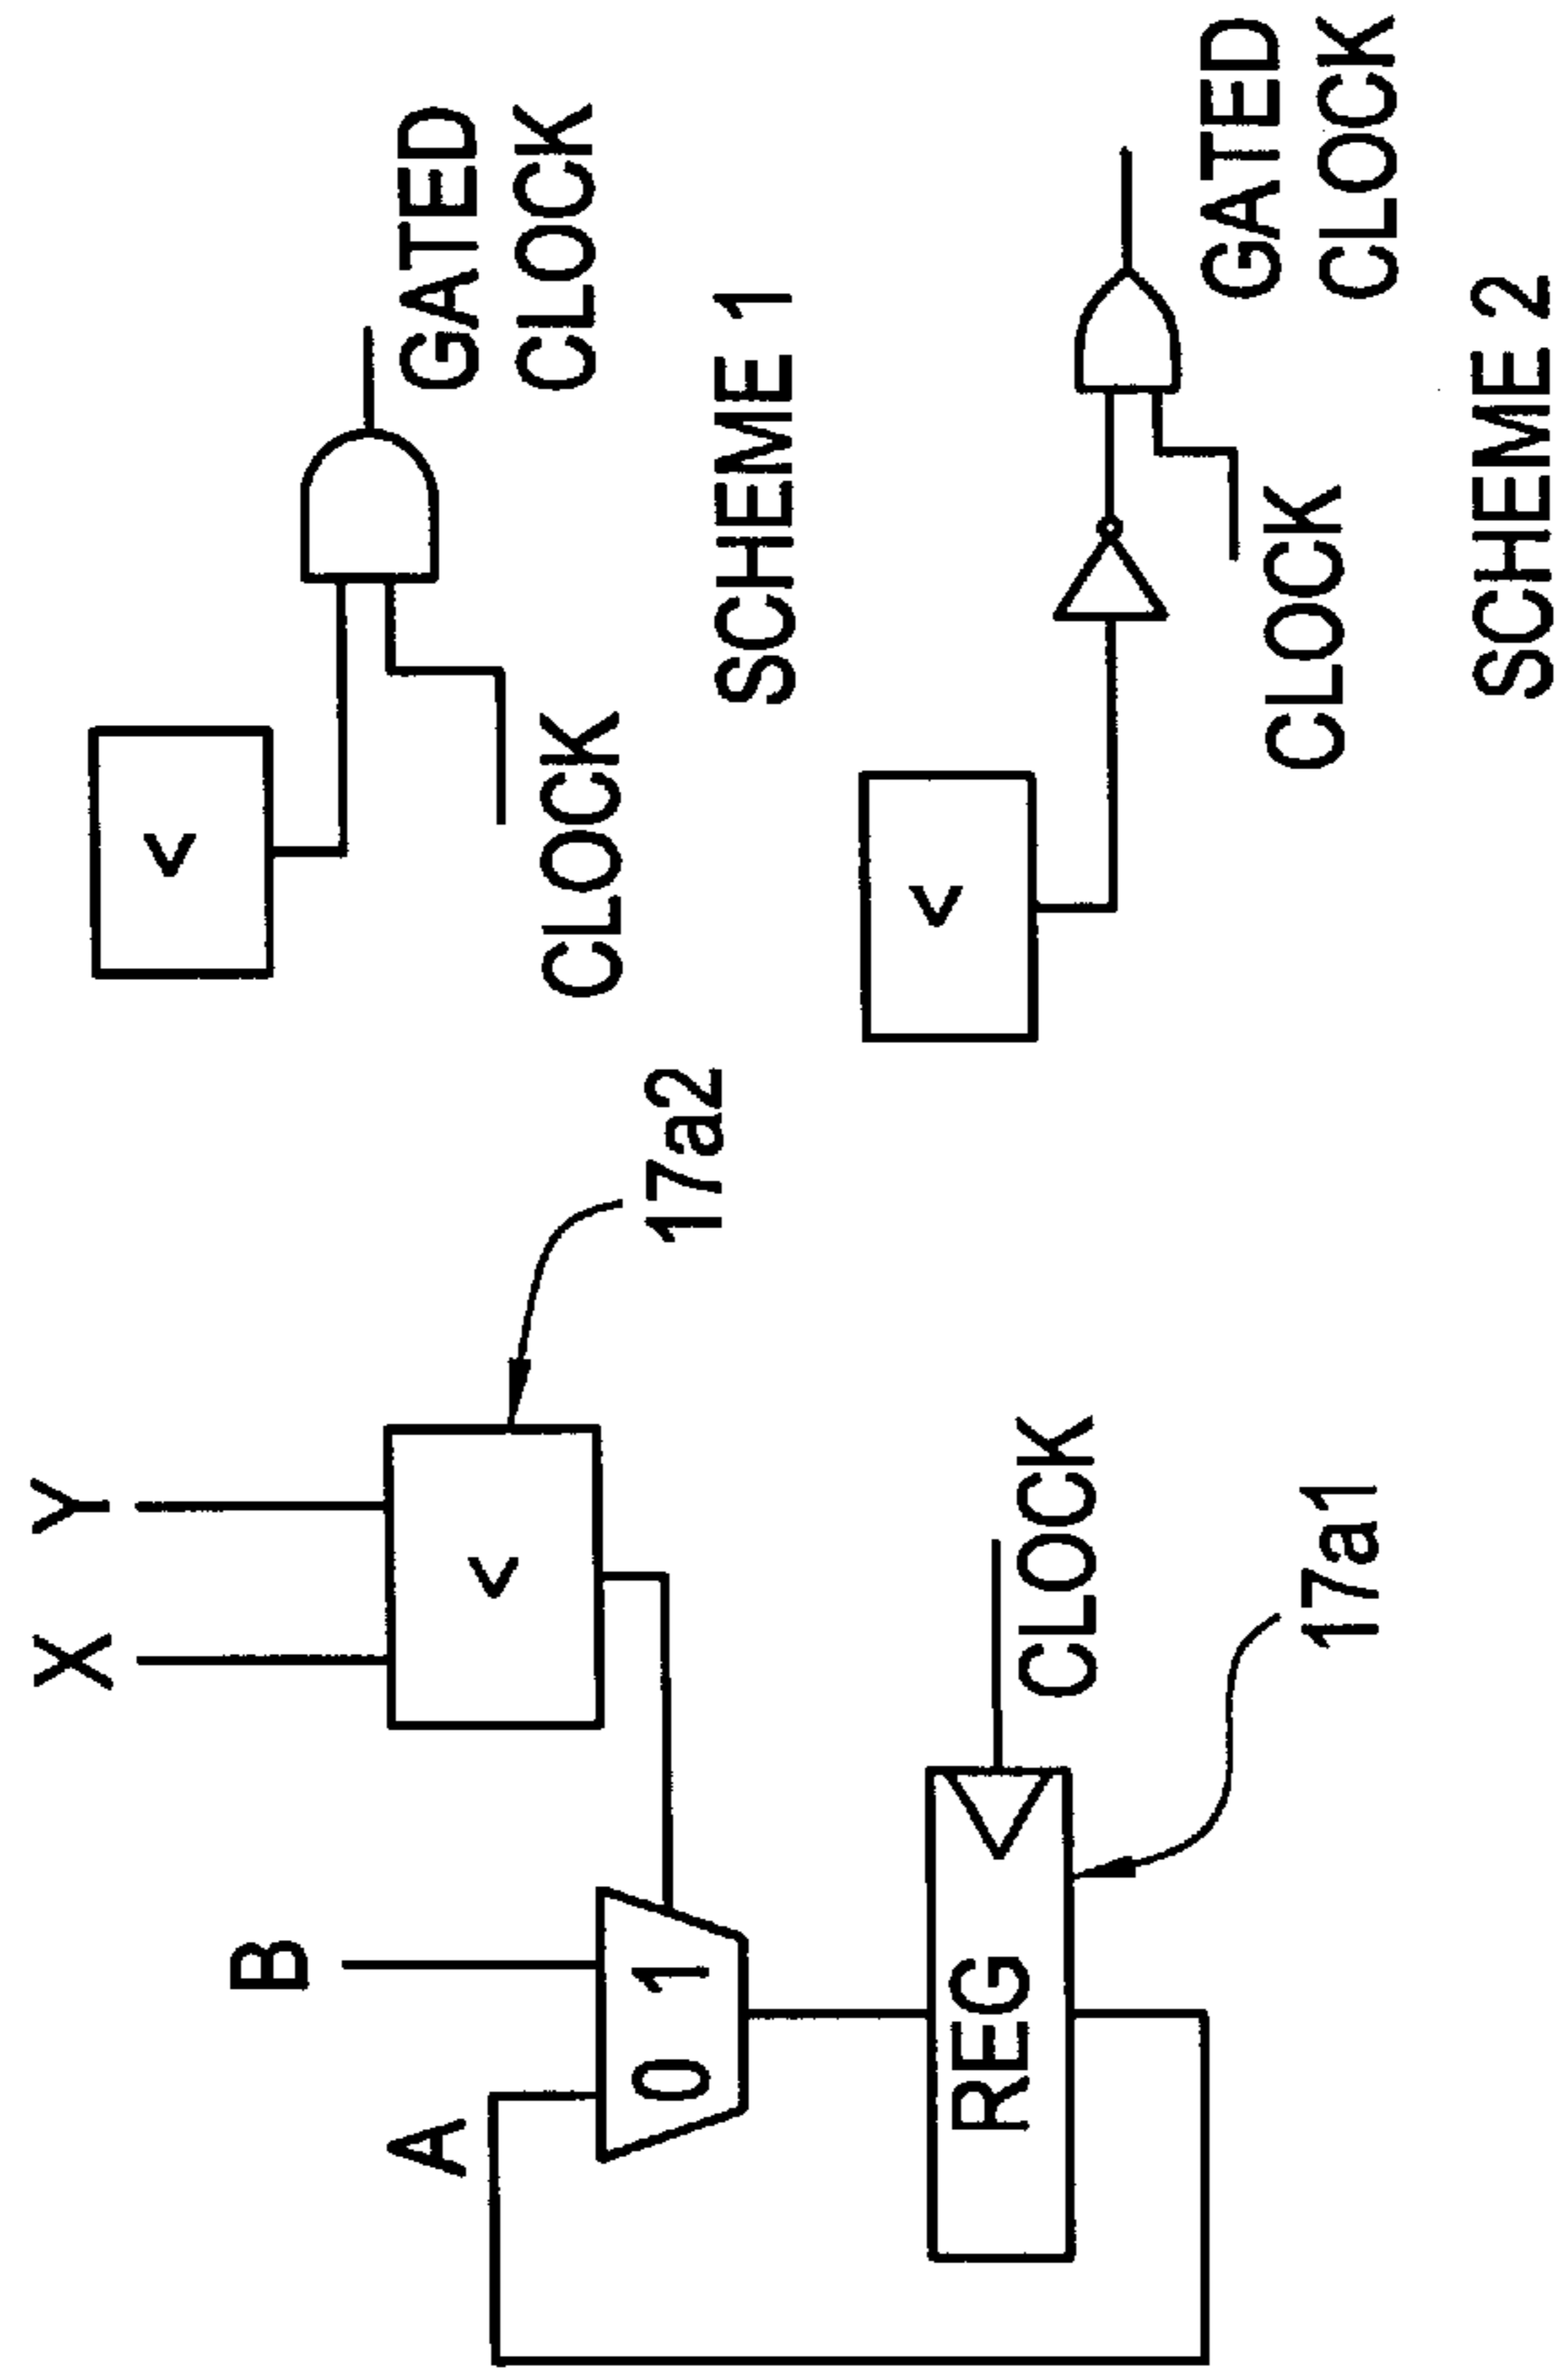 X Y
B
A
<
0 1
17a2
REG
CLOCK
17a1
<
GATED
CLOCK
CLOCK
SCHEME 1
<
GATED
CLOCK
CLOCK
SCHEME 2